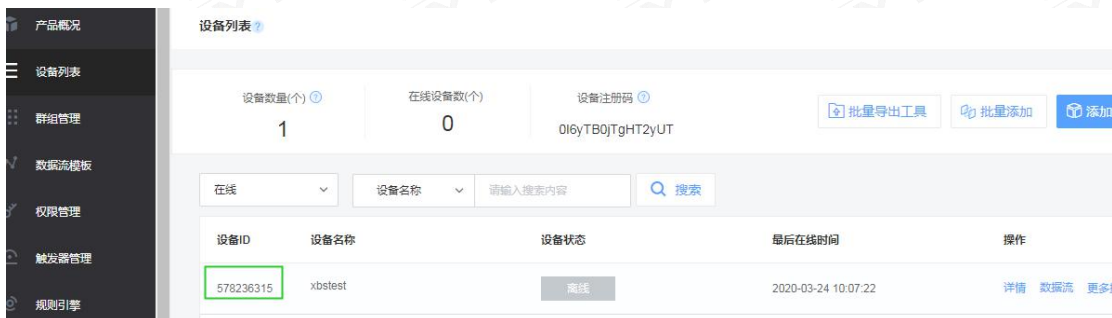 产品概况
设备列表
群组管理
数据流模板
权限管理
触发器管理
规则引擎
设备列表 ?
设备数量(个) ?
1
在线设备数(个)
0
设备注册码 ?
0I6yTB0jTgHT2yUT
批量导出工具
批量添加
添加
在线
设备名称
请输入搜索内容
搜索
设备ID 设备名称 设备状态 最后在线时间 操作
578236315 xbstest 离线 2020-03-24 10:07:22 详情 数据流 更多